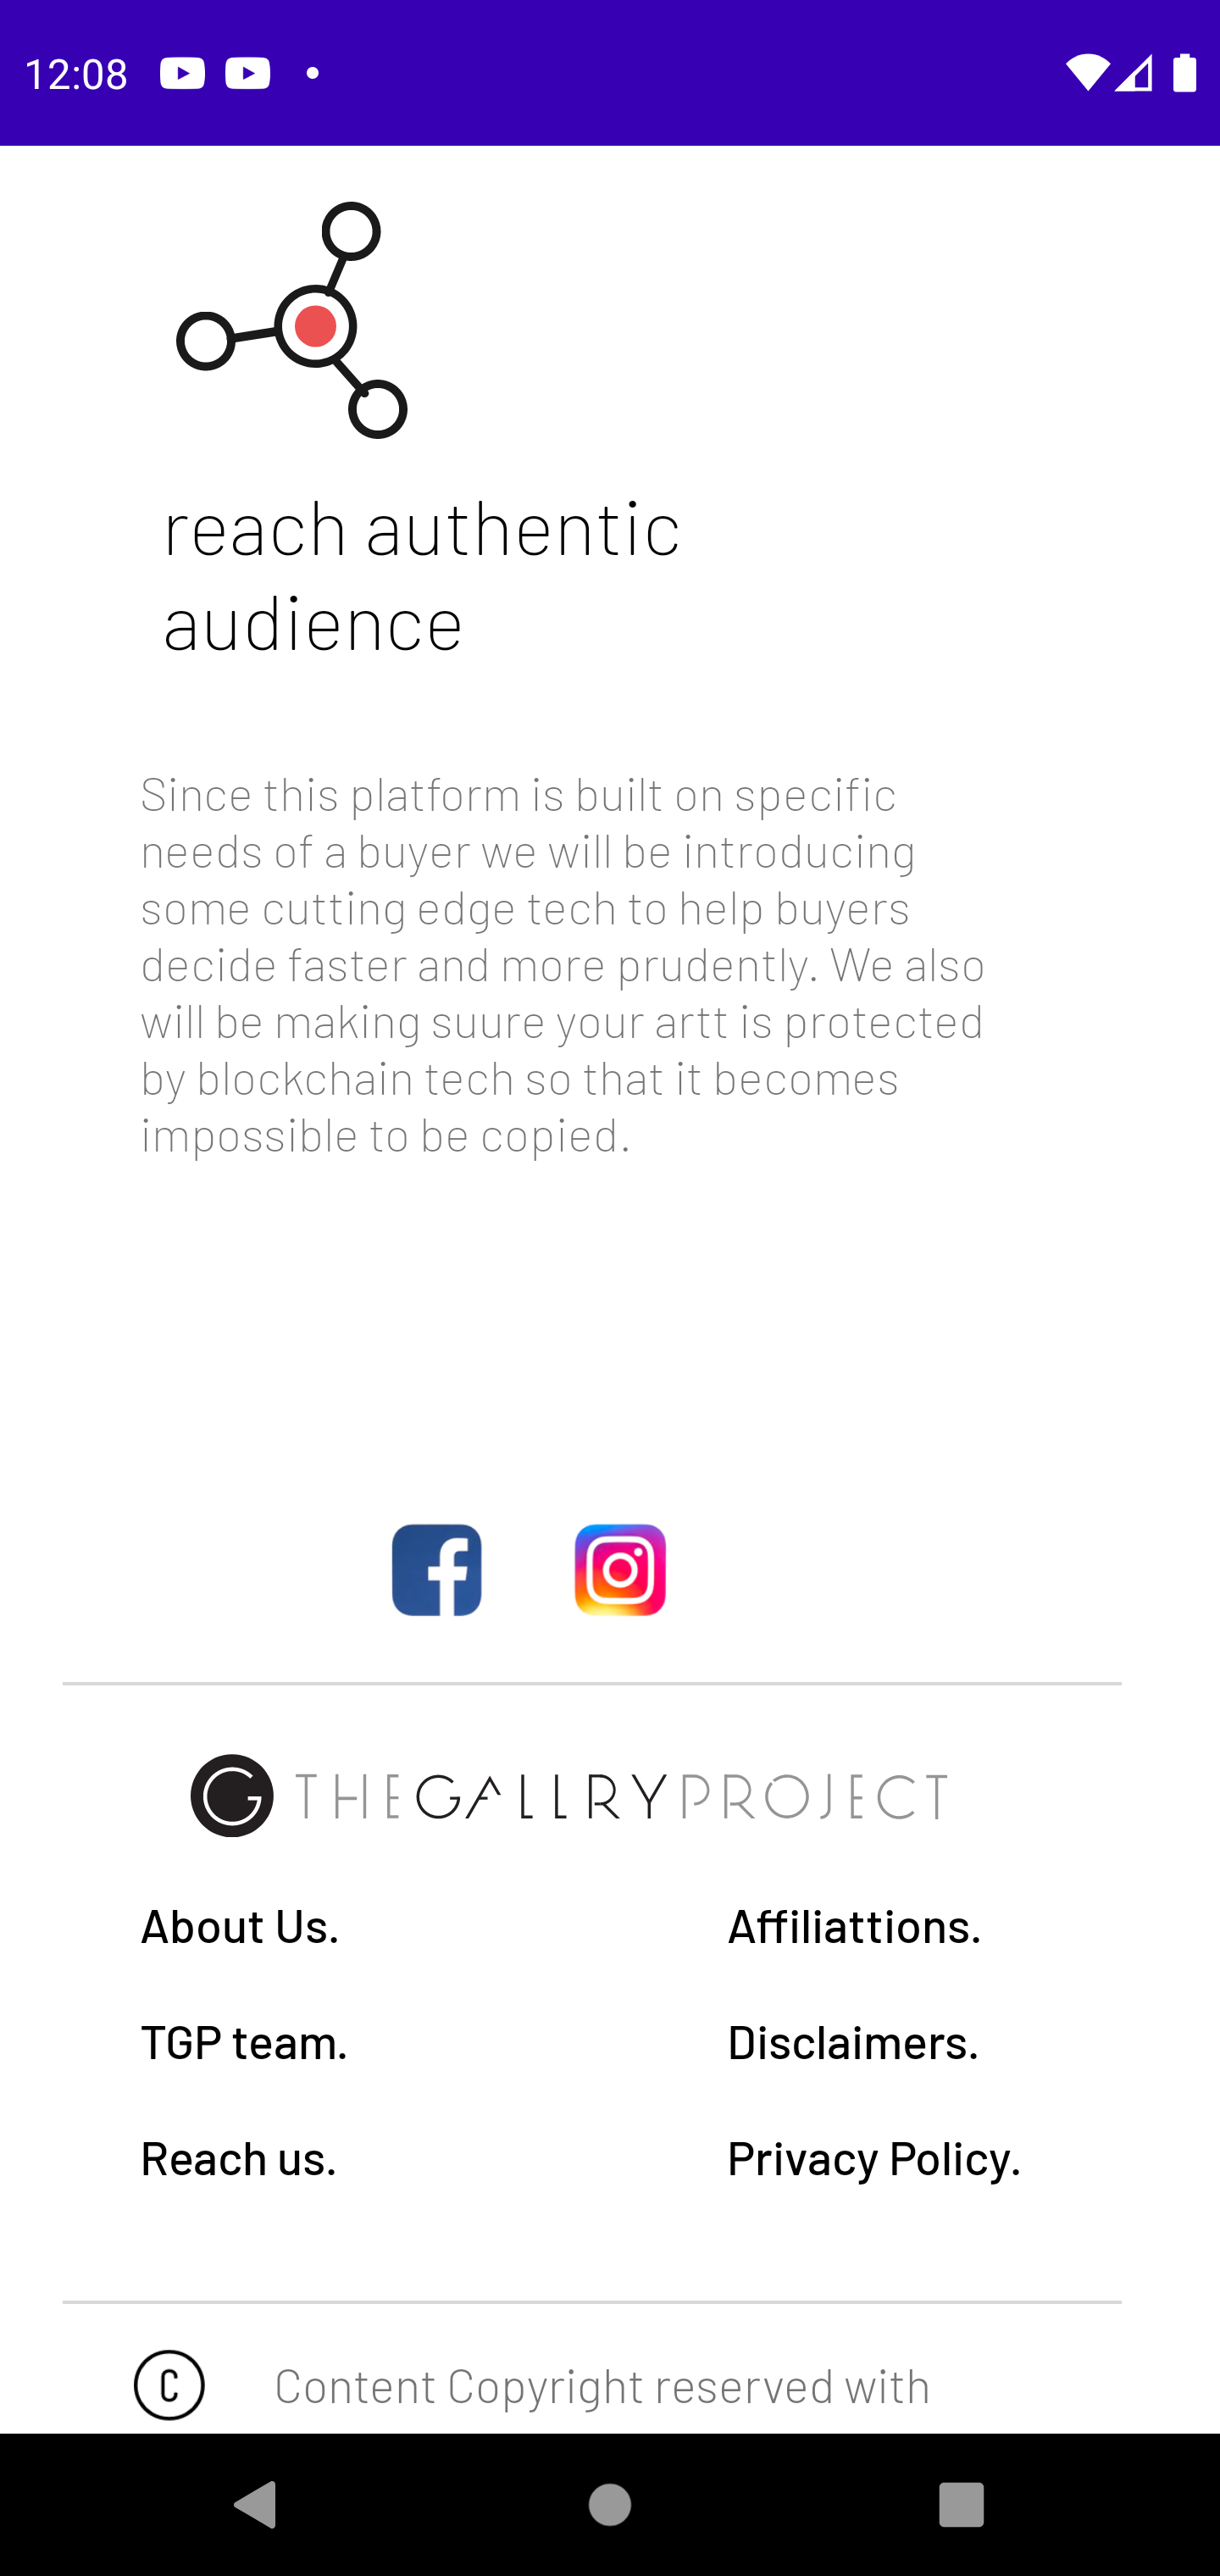 12:08
reach authentic
audience
Since this platform is built on specific
needs of a buyer we will be introducing
some cutting edge tech to help buyers
decide faster and more prudently. We also
will be making suure your artt is protected
by blockchain tech so that it becomes
impossible to be copied.
G THEGALLRYPROJECT
About Us.
Affiliattions.
TGP team.
Disclaimers.
Reach us.
Privacy Policy.
C Content Copyright reserved with